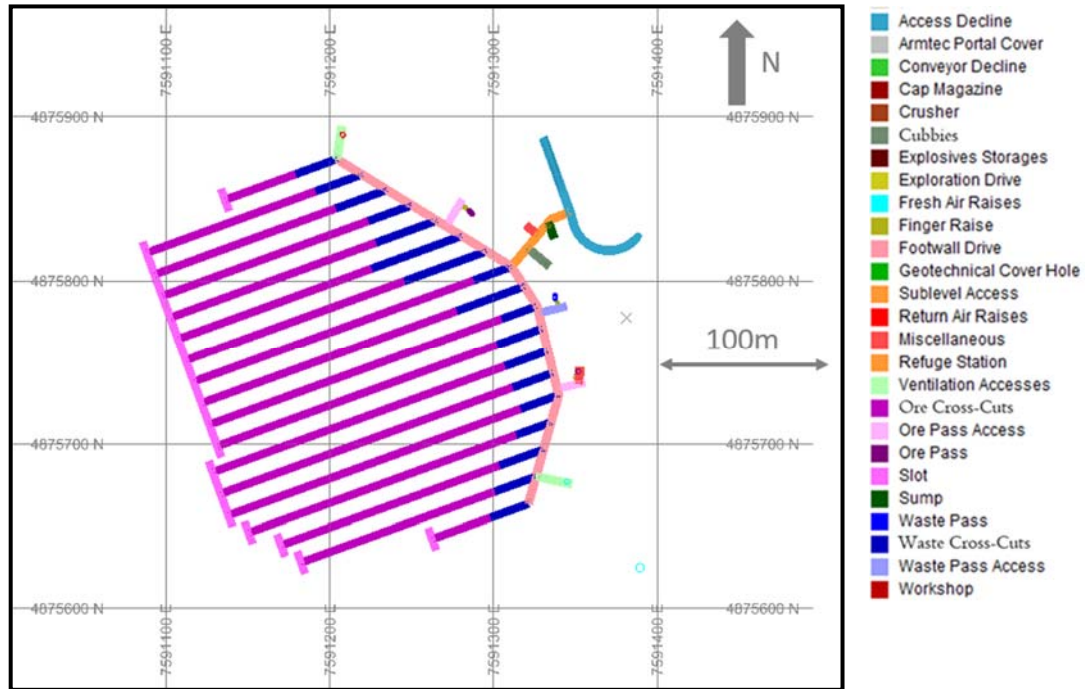 7591100 E
7591200 E
7591300 E
7591400 E
N
4875900 N
4875900 N
4875800 N
4875800 N
100m
4875700 N
4875700 N
4875600 N
4875600 N
7591100 E
7591200 E
7591300 E
7591400 E
Access Decline
Armtec Portal Cover
Conveyor Decline
Cap Magazine
Crusher
Cubbies
Explosives Storages
Exploration Drive
Fresh Air Raises
Finger Raise
Footwall Drive
Geotechnical Cover Hole
Sublevel Access
Return Air Raises
Miscellaneous
Refuge Station
Ventilation Accesses
Ore Cross-Cuts
Ore Pass Access
Ore Pass
Slot
Sump
Waste Pass
Waste Cross-Cuts
Waste Pass Access
Workshop